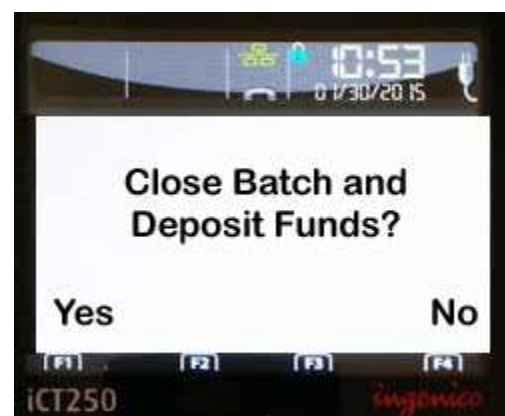 10:53
01/30/2015
Close Batch and
Deposit Funds?
Yes No
F1 F2 F3 F4
iCT250 ingenico